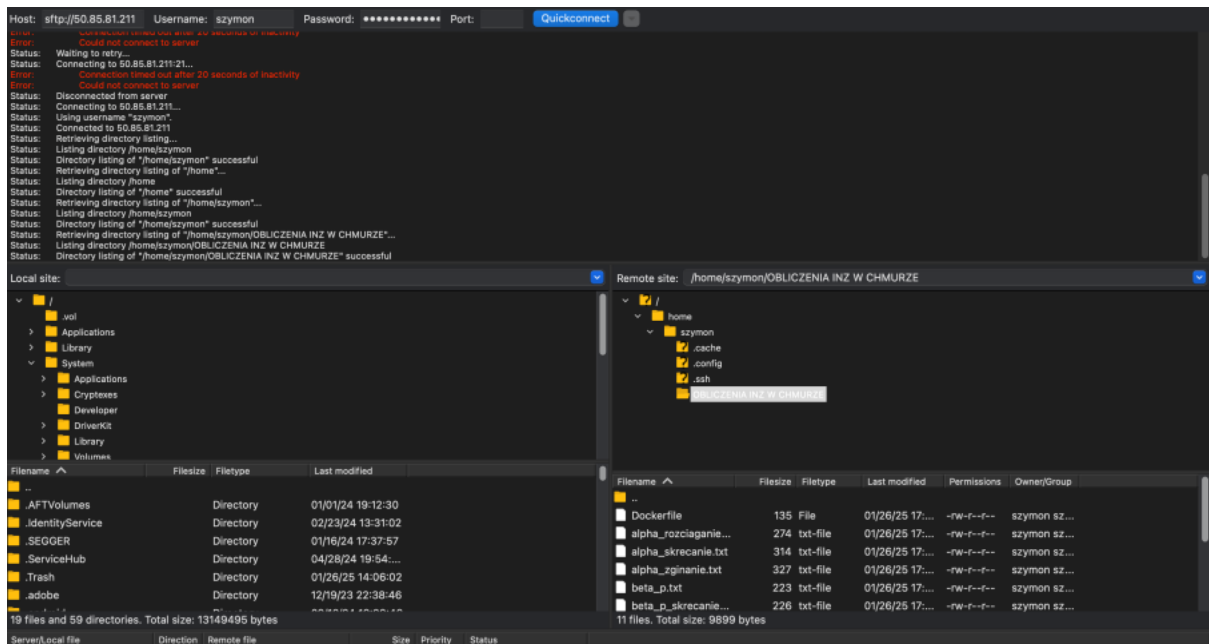 Host: sftp://50.85.81.211 Username: szymon Password: ●●●●●●●●●●●●● Port: Quickconnect
Error: Connection timed out after 20 seconds of inactivity
Error: Could not connect to server
Status: Waiting to retry...
Status: Connecting to 50.85.81.211:21...
Error: Connection timed out after 20 seconds of inactivity
Error: Could not connect to server
Status: Disconnected from server
Status: Connecting to 50.85.81.211...
Status: Using username "szymon".
Status: Connected to 50.85.81.211
Status: Retrieving directory listing...
Status: Listing directory /home/szymon
Status: Directory listing of "/home/szymon" successful
Status: Retrieving directory listing of "/home"...
Status: Listing directory /home
Status: Directory listing of "/home" successful
Status: Retrieving directory listing of "/home/szymon"...
Status: Listing directory /home/szymon
Status: Directory listing of "/home/szymon" successful
Status: Retrieving directory listing of "/home/szymon/OBLICZENIA INZ W CHMURZE"...
Status: Listing directory /home/szymon/OBLICZENIA INZ W CHMURZE
Status: Directory listing of "/home/szymon/OBLICZENIA INZ W CHMURZE" successful
Local site:
/
.vol
Applications
Library
System
Applications
Cryptexes
Developer
DriverKit
Library
Volumes
Filename Filesize Filetype Last modified
..
.AFTVolumes Directory 01/01/24 19:12:30
.IdentityService Directory 02/23/24 13:31:02
.SEGGER Directory 01/16/24 17:37:57
.ServiceHub Directory 04/28/24 19:54:...
.Trash Directory 01/26/25 14:06:02
.adobe Directory 12/19/23 22:38:46
19 files and 59 directories. Total size: 13149495 bytes
Remote site: /home/szymon/OBLICZENIA INZ W CHMURZE
/
home
szymon
.cache
.config
.ssh
OBLICZENIA INZ W CHMURZE
Filename Filesize Filetype Last modified Permissions Owner/Group
..
Dockerfile 135 File 01/26/25 17:... -rw-r--r-- szymon sz...
alpha_rozciaganie... 274 txt-file 01/26/25 17:... -rw-r--r-- szymon sz...
alpha_skrecanie.txt 314 txt-file 01/26/25 17:... -rw-r--r-- szymon sz...
alpha_zginanie.txt 327 txt-file 01/26/25 17:... -rw-r--r-- szymon sz...
beta_p.txt 223 txt-file 01/26/25 17:... -rw-r--r-- szymon sz...
beta_p_skrecanie... 226 txt-file 01/26/25 17:... -rw-r--r-- szymon sz...
11 files. Total size: 9899 bytes
Server/Local file Direction Remote file Size Priority Status